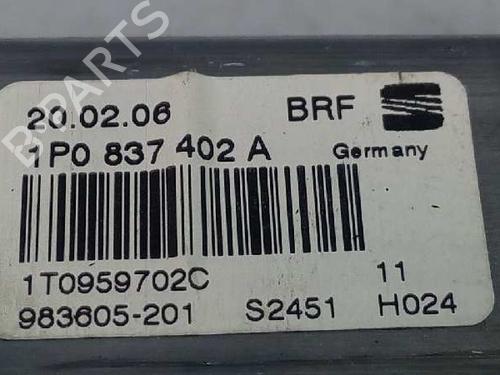 20.02.06 BRF
1P0 837 402 A Germany
1T0959702C 11
983605-201 S2451 H024
B PARTS